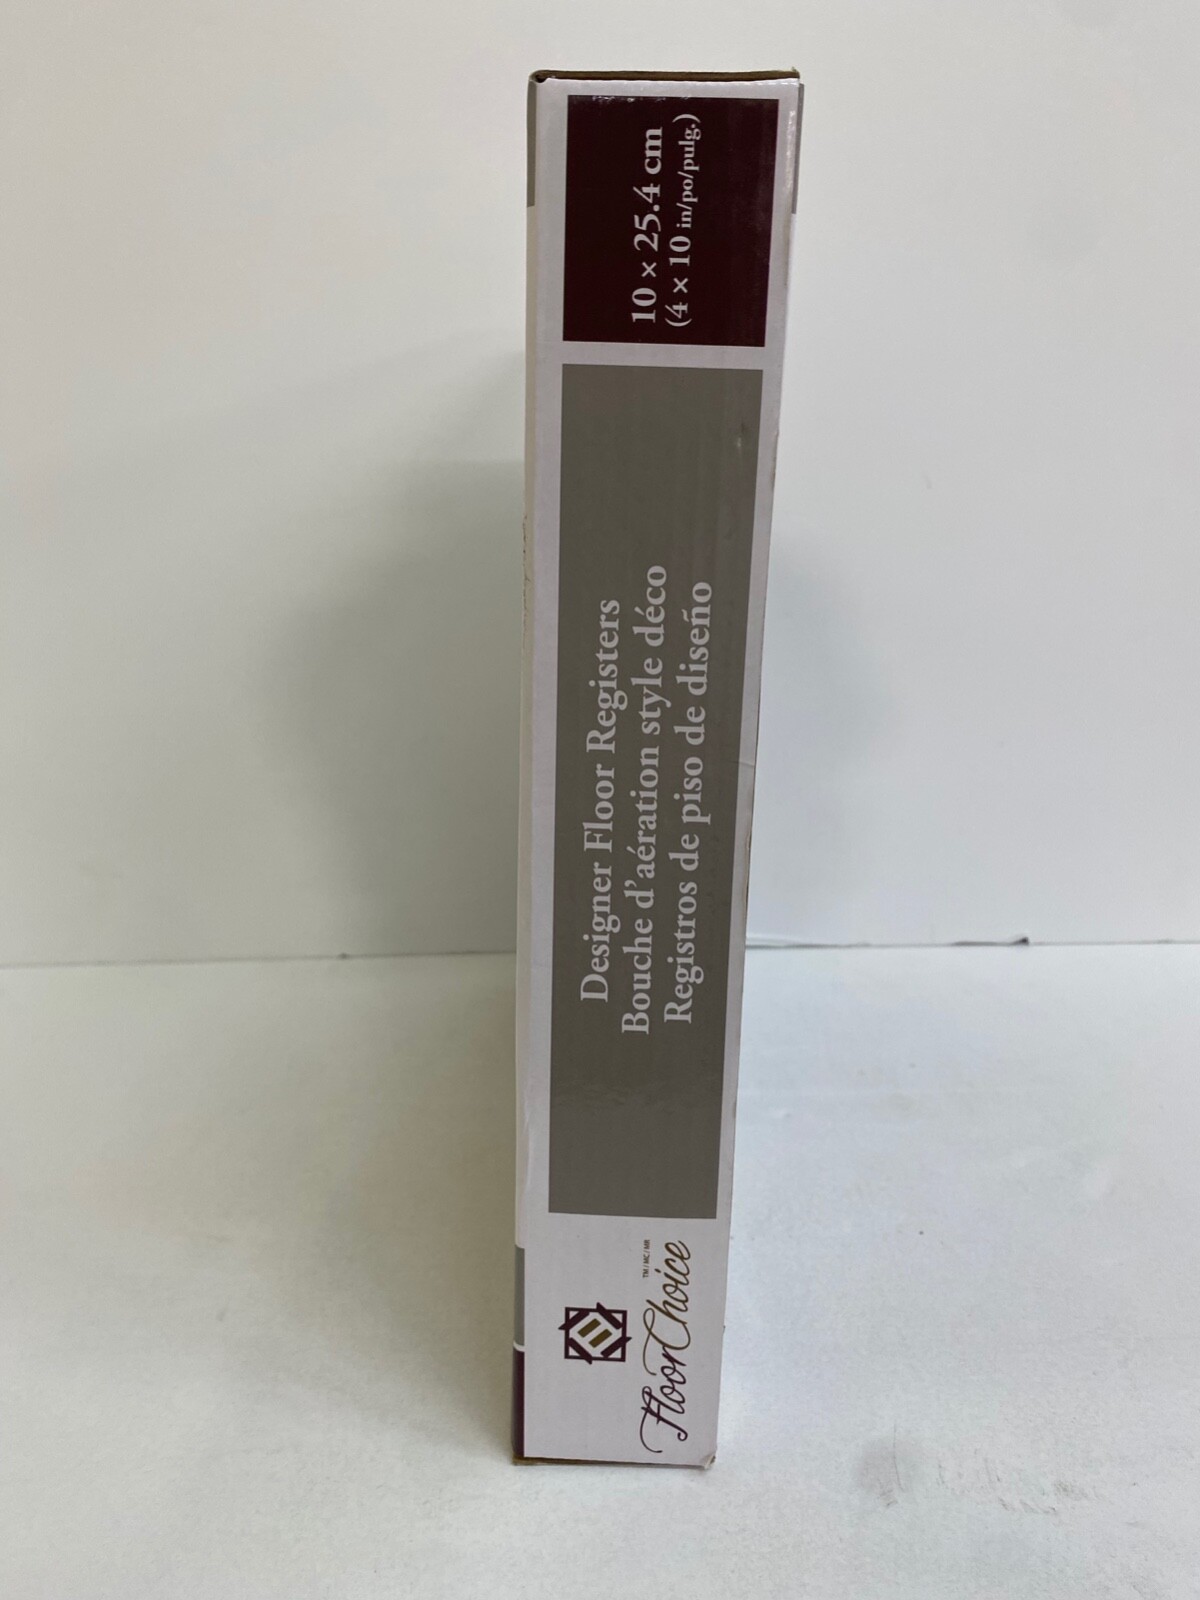 FloorChoice TM/MC/MR
Designer Floor Registers
Bouche d'aération style déco
Registros de piso de diseño
10 × 25.4 cm
(4 × 10 in/po/pulg.)